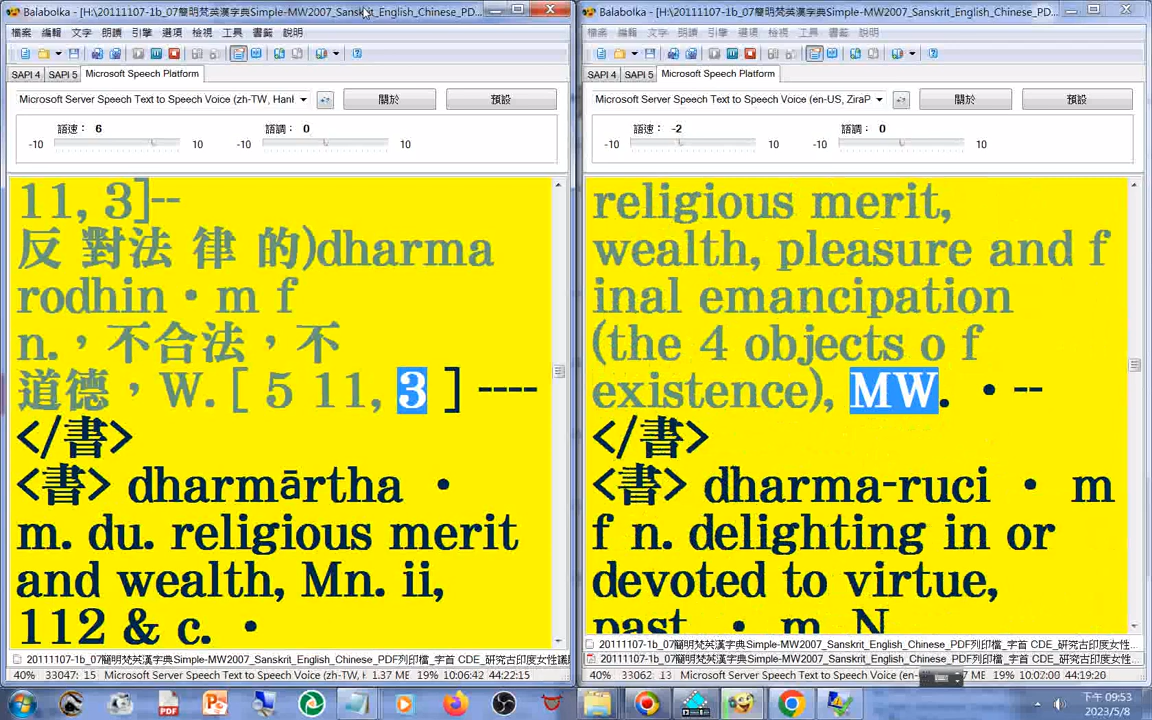 Balabolka - [H:\20111107-1b_07簡明梵英漢字典Simple-MW2007_Sanskrit_English_Chinese_PD...
檔案 編輯 文字 朗讀 引擎 選項 檢視 工具 書籤 說明
SAPI 4 SAPI 5 Microsoft Speech Platform
Microsoft Server Speech Text to Speech Voice (zh-TW, Hanl
關於 預設
語速: 6 語調: 0
-10 10 -10 10
11, 3]--
反 對法 律 的)dharma
rodhin • m f
n.，不合法，不
道德，W. [ 5 11, 3 ] ----
</書>
<書> dharmārtha •
m. du. religious merit
and wealth, Mn. ii,
112 & c. •
20111107-1b_07簡明梵英漢字典Simple-MW2007_Sanskrit_English_Chinese_PDF列印檔_字首 CDE_研究古印度女性議
40% 33047: 15 Microsoft Server Speech Text to Speech Voice (zh-TW, H 1.37 ME 19% 10:06:42 44:22:15
Balabolka - [H:\20111107-1b_07簡明梵英漢字典Simple-MW2007_Sanskrit_English_Chinese_PD...
檔案 編輯 文字 朗讀 引擎 選項 檢視 工具 書籤 說明
SAPI 4 SAPI 5 Microsoft Speech Platform
Microsoft Server Speech Text to Speech Voice (en-US, ZiraP
關於 預設
語速: -2 語調: 0
-10 10 -10 10
religious merit,
wealth, pleasure and f
inal emancipation
(the 4 objects o f
existence), MW. • --
</書>
<書> dharma-ruci • m
f n. delighting in or
devoted to virtue,
past. • m. N
20111107-1b_07簡明梵英漢字典Simple-MW2007_Sanskrit_English_Chinese_PDF列印檔_字首 CDE_研究古印度女性
20111107-1b_07簡明梵英漢字典Simple-MW2007_Sanskrit_English_Chinese_PDF列印檔_字首 CDE_研究古印度女性
40% 33062 13 Microsoft Server Speech Text to Speech Voice (en-US, Z ME 19% 10:02:00 44:19:20
下午 09:53
2023/5/8